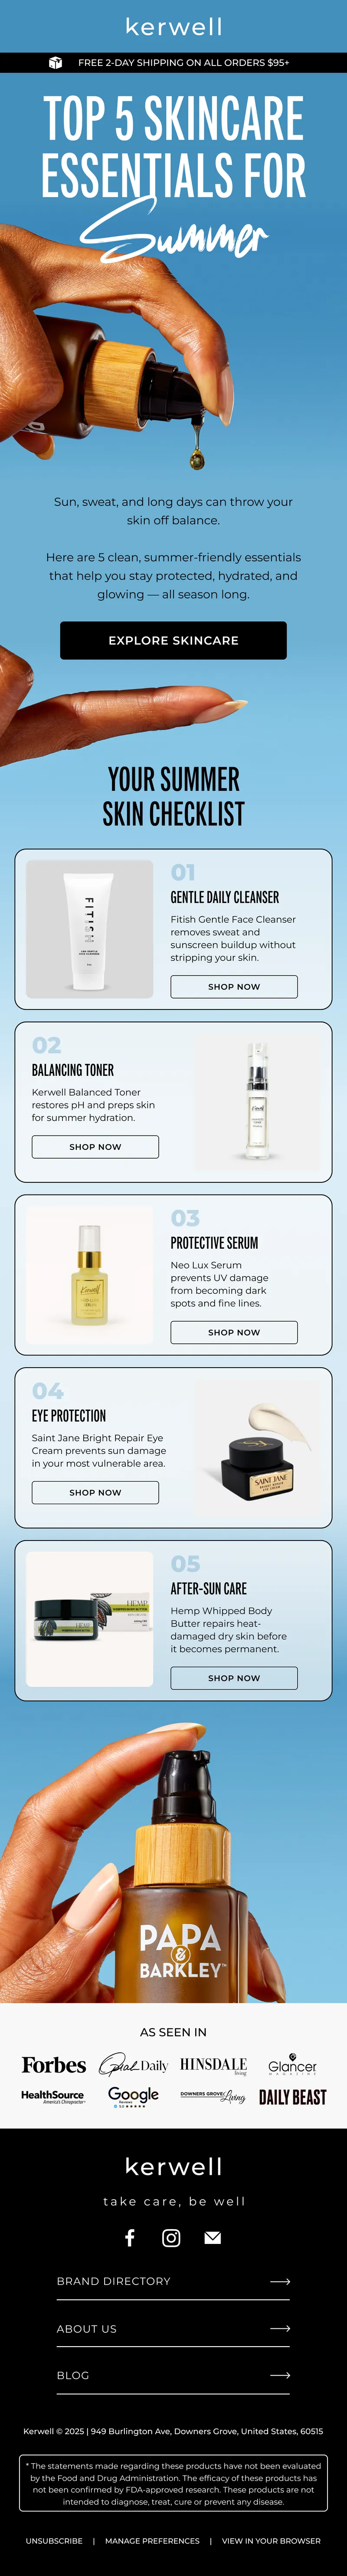 kerwell
FREE 2-DAY SHIPPING ON ALL ORDERS $95+
TOP 5 SKINCARE
ESSENTIALS FOR
Summer
Sun, sweat, and long days can throw your
skin off balance.
Here are 5 clean, summer-friendly essentials
that help you stay protected, hydrated, and
glowing — all season long.
EXPLORE SKINCARE
YOUR SUMMER
SKIN CHECKLIST
FITISH
01
GENTLE DAILY CLEANSER
Fitish Gentle Face Cleanser
removes sweat and
sunscreen buildup without
stripping your skin.
SHOP NOW
02
BALANCING TONER
Kerwell Balanced Toner
restores pH and preps skin
for summer hydration.
SHOP NOW
Kerwell
03
PROTECTIVE SERUM
Neo Lux Serum
prevents UV damage
from becoming dark
spots and fine lines.
SHOP NOW
04
EYE PROTECTION
Saint Jane Bright Repair Eye
Cream prevents sun damage
in your most vulnerable area.
SHOP NOW
SAINT JANE
HEMP
HEMP
05
AFTER-SUN CARE
Hemp Whipped Body
Butter repairs heat-
damaged dry skin before
it becomes permanent.
SHOP NOW
PAPA
&
BARKLEY™
AS SEEN IN
Forbes
Daily
HINSDALE
living
Glancer
MAGAZINE
HealthSource
America's Chiropractor
Google
Reviews
5.0
DOWNERS GROVE Living
DAILY BEAST
kerwell
take care, be well
BRAND DIRECTORY
ABOUT US
BLOG
Kerwell © 2025 | 949 Burlington Ave, Downers Grove, United States, 60515
* The statements made regarding these products have not been evaluated
by the Food and Drug Administration. The efficacy of these products has
not been confirmed by FDA-approved research. These products are not
intended to diagnose, treat, cure or prevent any disease.
UNSUBSCRIBE | MANAGE PREFERENCES | VIEW IN YOUR BROWSER